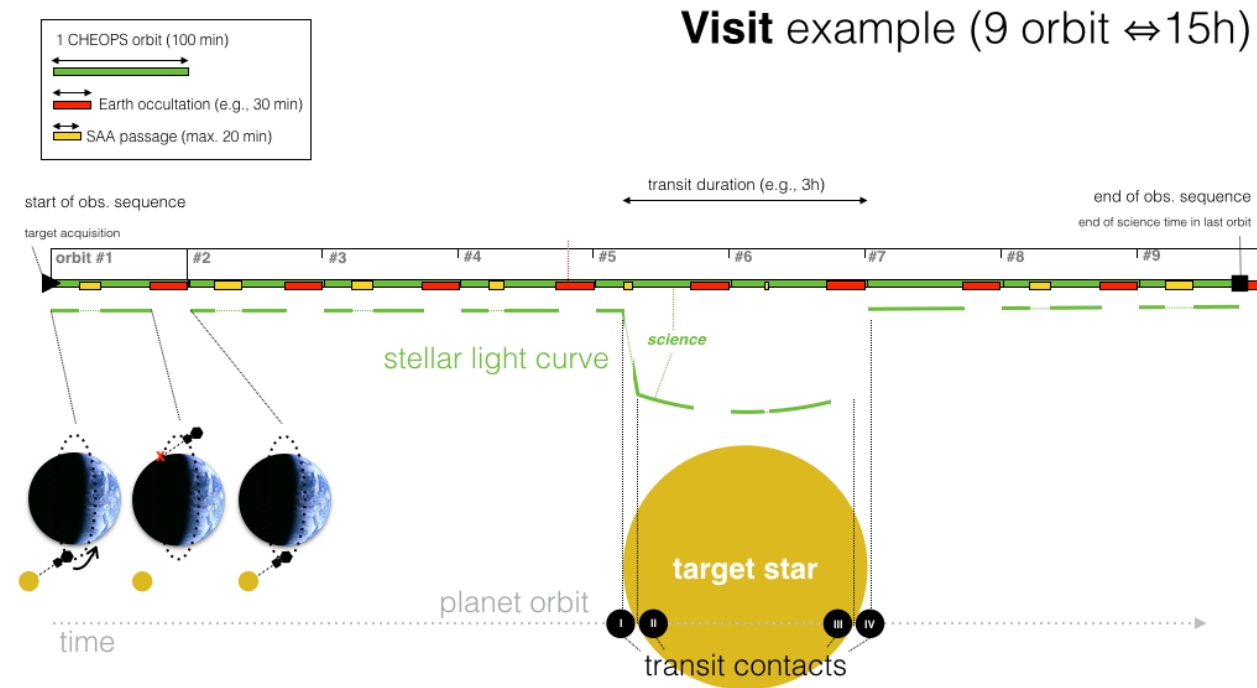 Visit example (9 orbit ⇔15h)
1 CHEOPS orbit (100 min)
Earth occultation (e.g., 30 min)
SAA passage (max. 20 min)
transit duration (e.g., 3h)
start of obs. sequence
end of obs. sequence
target acquisition
end of science time in last orbit
orbit #1 #2 #3 #4 #5 #6 #7 #8 #9
science
stellar light curve
x
target star
planet orbit
I II III IV
time
transit contacts